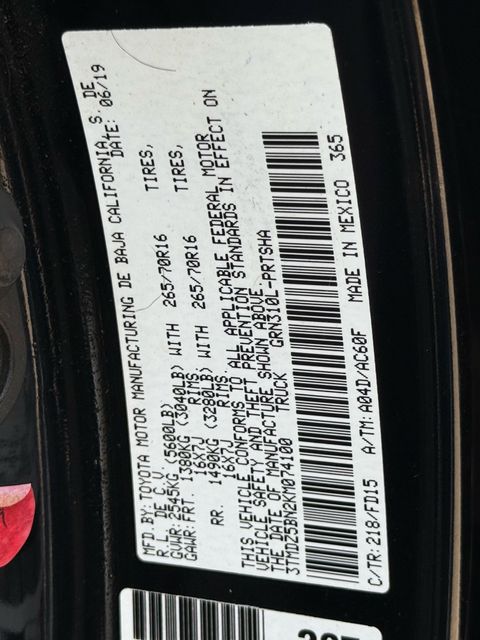 MFD.BY:TOYOTA MOTOR MANUFACTURING DE BAJA CALIFORNIA S. DE
R.L. DE C.V. DATE: 06/19
GVWR:2545KG(5600LB)
GAWR:FRT. 1380KG (3040LB) WITH 265/70R16 TIRES,
16X7J RIMS,
RR. 1490KG (3280LB) WITH 265/70R16 TIRES,
16X7J RIMS
THIS VEHICLE CONFORMS TO ALL APPLICABLE FEDERAL MOTOR
VEHICLE SAFETY AND THEFT PREVENTION STANDARDS IN EFFECT ON
THE DATE OF MANUFACTURE SHOWN ABOVE.
3TMDZ5BN2KM074100 TRUCK GRN310L-PRTSHA
C/TR:218/FD15 A/TM:A04D/AC60F MADE IN MEXICO 365